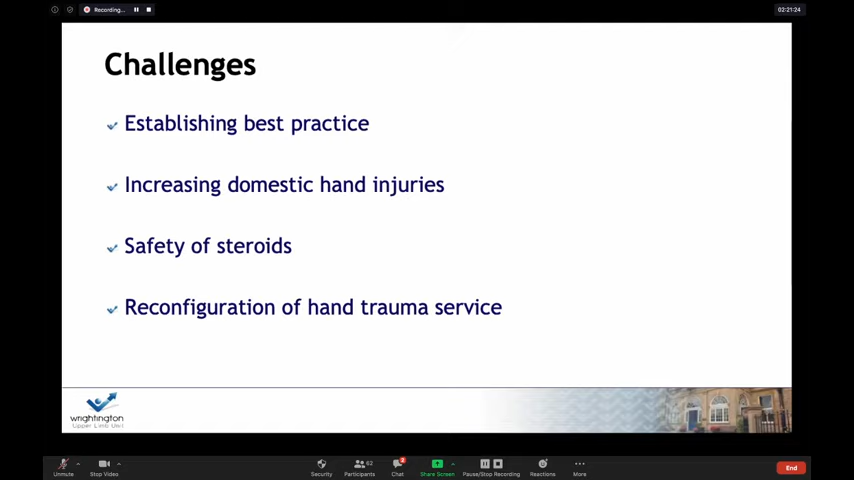 Recording...
02:21:24
Challenges
Establishing best practice
Increasing domestic hand injuries
Safety of steroids
Reconfiguration of hand trauma service
wrightington
Upper Limb Unit
Unmute
Stop Video
Security
Participants
62
Chat
2
Share Screen
Pause/Stop Recording
Reactions
More
End